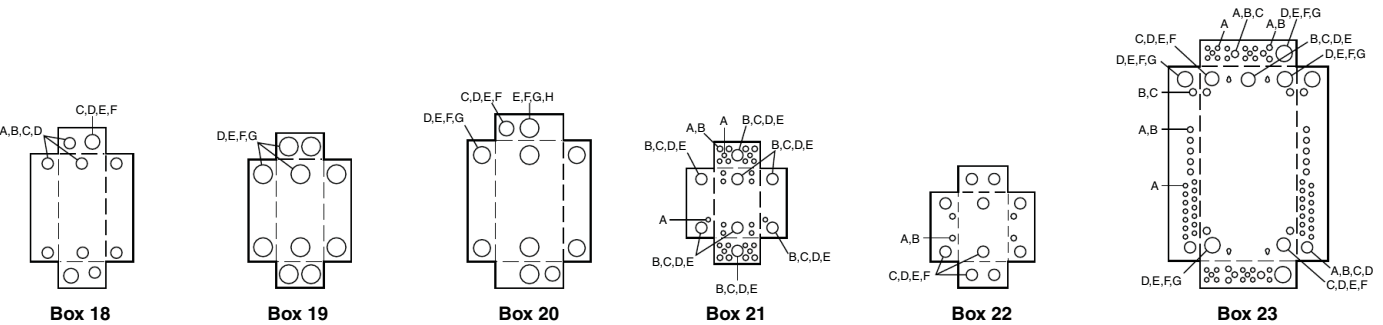 A,B,C,D
C,D,E,F
Box 18
D,E,F,G
Box 19
C,D,E,F
E,F,G,H
D,E,F,G
Box 20
A
B,C,D,E
A,B
B,C,D,E
B,C,D,E
A
B,C,D,E
B,C,D,E
B,C,D,E
Box 21
A,B
C,D,E,F
Box 22
A
A,B,C
A,B
D,E,F,G
C,D,E,F
B,C,D,E
D,E,F,G
D,E,F,G
B,C
A,B
A
D,E,F,G
A,B,C,D
C,D,E,F
Box 23